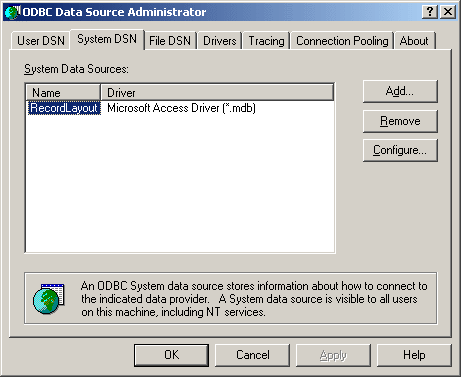 ODBC Data Source Administrator
User DSN System DSN File DSN Drivers Tracing Connection Pooling About
System Data Sources:
Name Driver
RecordLayout Microsoft Access Driver (*.mdb)
Add...
Remove
Configure...
An ODBC System data source stores information about how to connect to
the indicated data provider. A System data source is visible to all users
on this machine, including NT services.
OK Cancel Apply Help